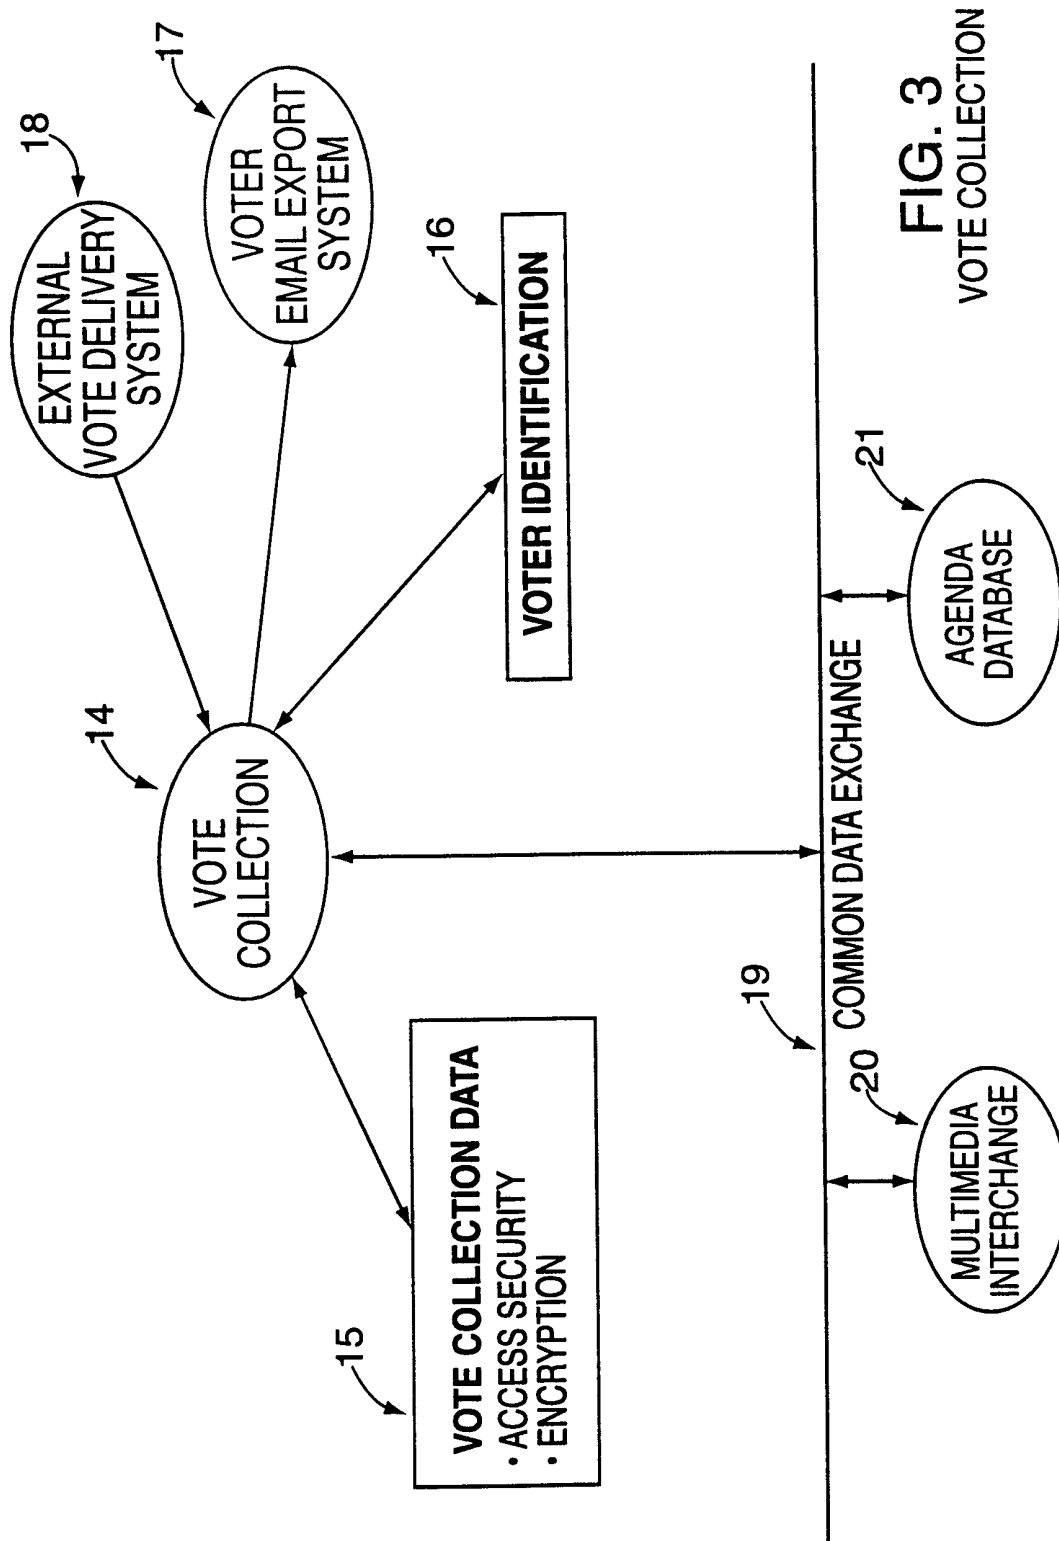 18
EXTERNAL
VOTE DELIVERY
SYSTEM
17
VOTER
EMAIL EXPORT
SYSTEM
14
VOTE
COLLECTION
15
VOTE COLLECTION DATA
• ACCESS SECURITY
• ENCRYPTION
16
VOTER IDENTIFICATION
19
COMMON DATA EXCHANGE
20
MULTIMEDIA
INTERCHANGE
21
AGENDA
DATABASE
FIG. 3
VOTE COLLECTION